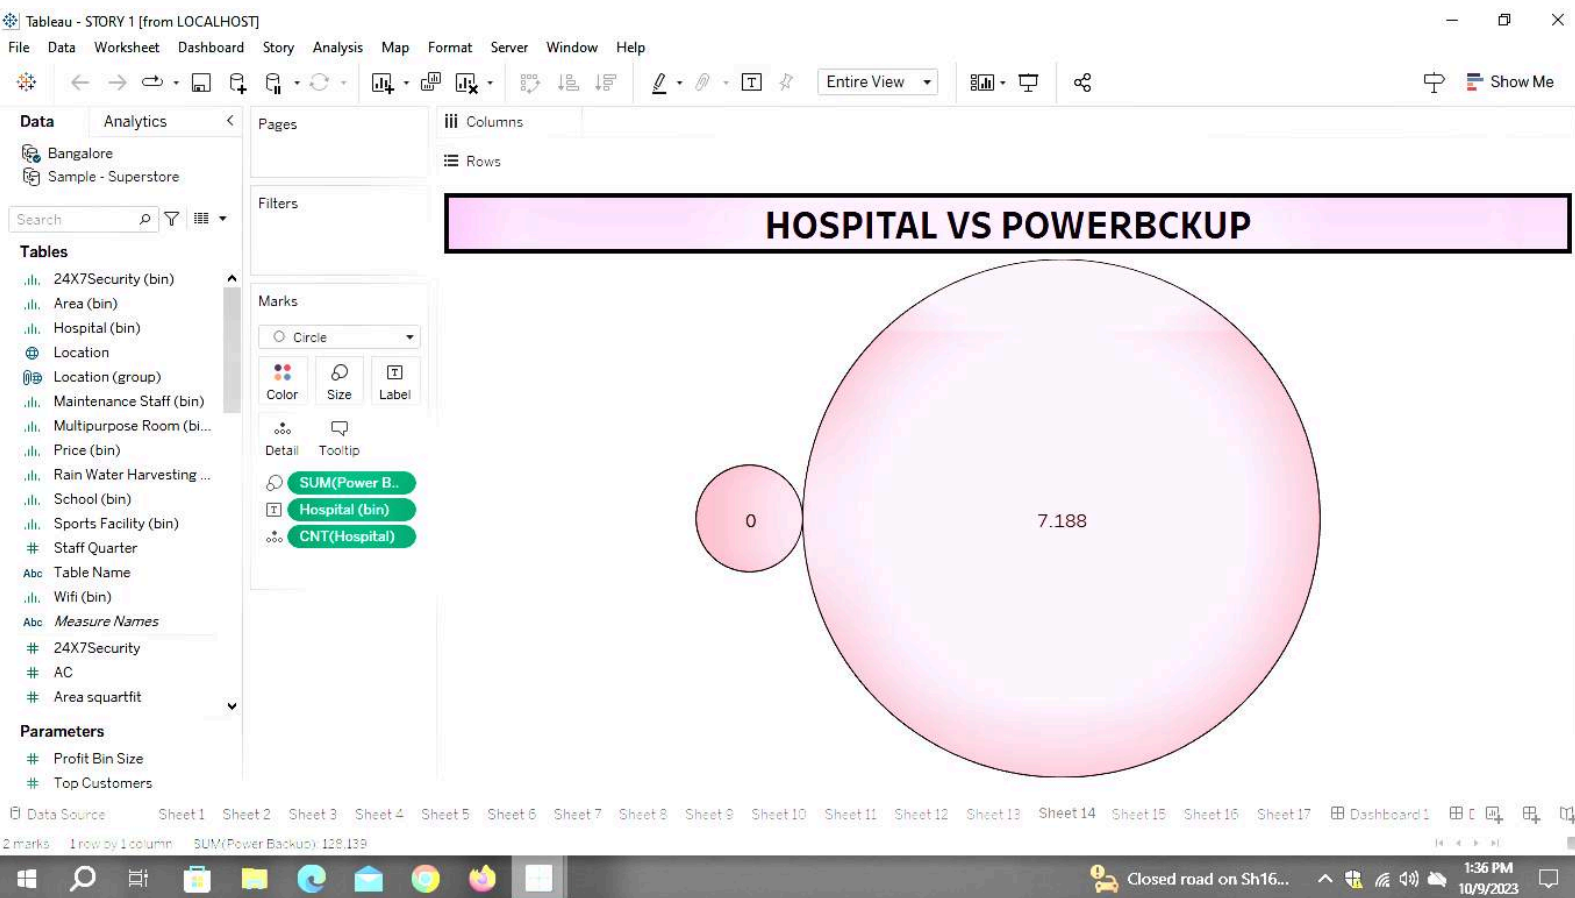 Tableau - STORY 1 [from LOCALHOST]
File Data Worksheet Dashboard Story Analysis Map Format Server Window Help
Entire View
Show Me
Data Analytics
Pages
Columns
Bangalore
Sample - Superstore
Rows
Search
Filters
HOSPITAL VS POWERBCKUP
Tables
24X7Security (bin)
Area (bin)
Hospital (bin)
Location
Location (group)
Maintenance Staff (bin)
Multipurpose Room (bi...
Price (bin)
Rain Water Harvesting ...
School (bin)
Sports Facility (bin)
# Staff Quarter
Abc Table Name
Wifi (bin)
Abc Measure Names
# 24X7Security
# AC
# Area squartfit
Parameters
# Profit Bin Size
# Top Customers
Marks
Circle
Color Size Label
Detail Tooltip
SUM(Power B..
Hospital (bin)
CNT(Hospital)
0
7.188
Data Source Sheet 1 Sheet 2 Sheet 3 Sheet 4 Sheet 5 Sheet 6 Sheet 7 Sheet 8 Sheet 9 Sheet 10 Sheet 11 Sheet 12 Sheet 13 Sheet 14 Sheet 15 Sheet 16 Sheet 17 Dashboard 1
2 marks 1 row by 1 column SUM(Power Backup): 128,139
Closed road on Sh16...
1:36 PM
10/9/2023